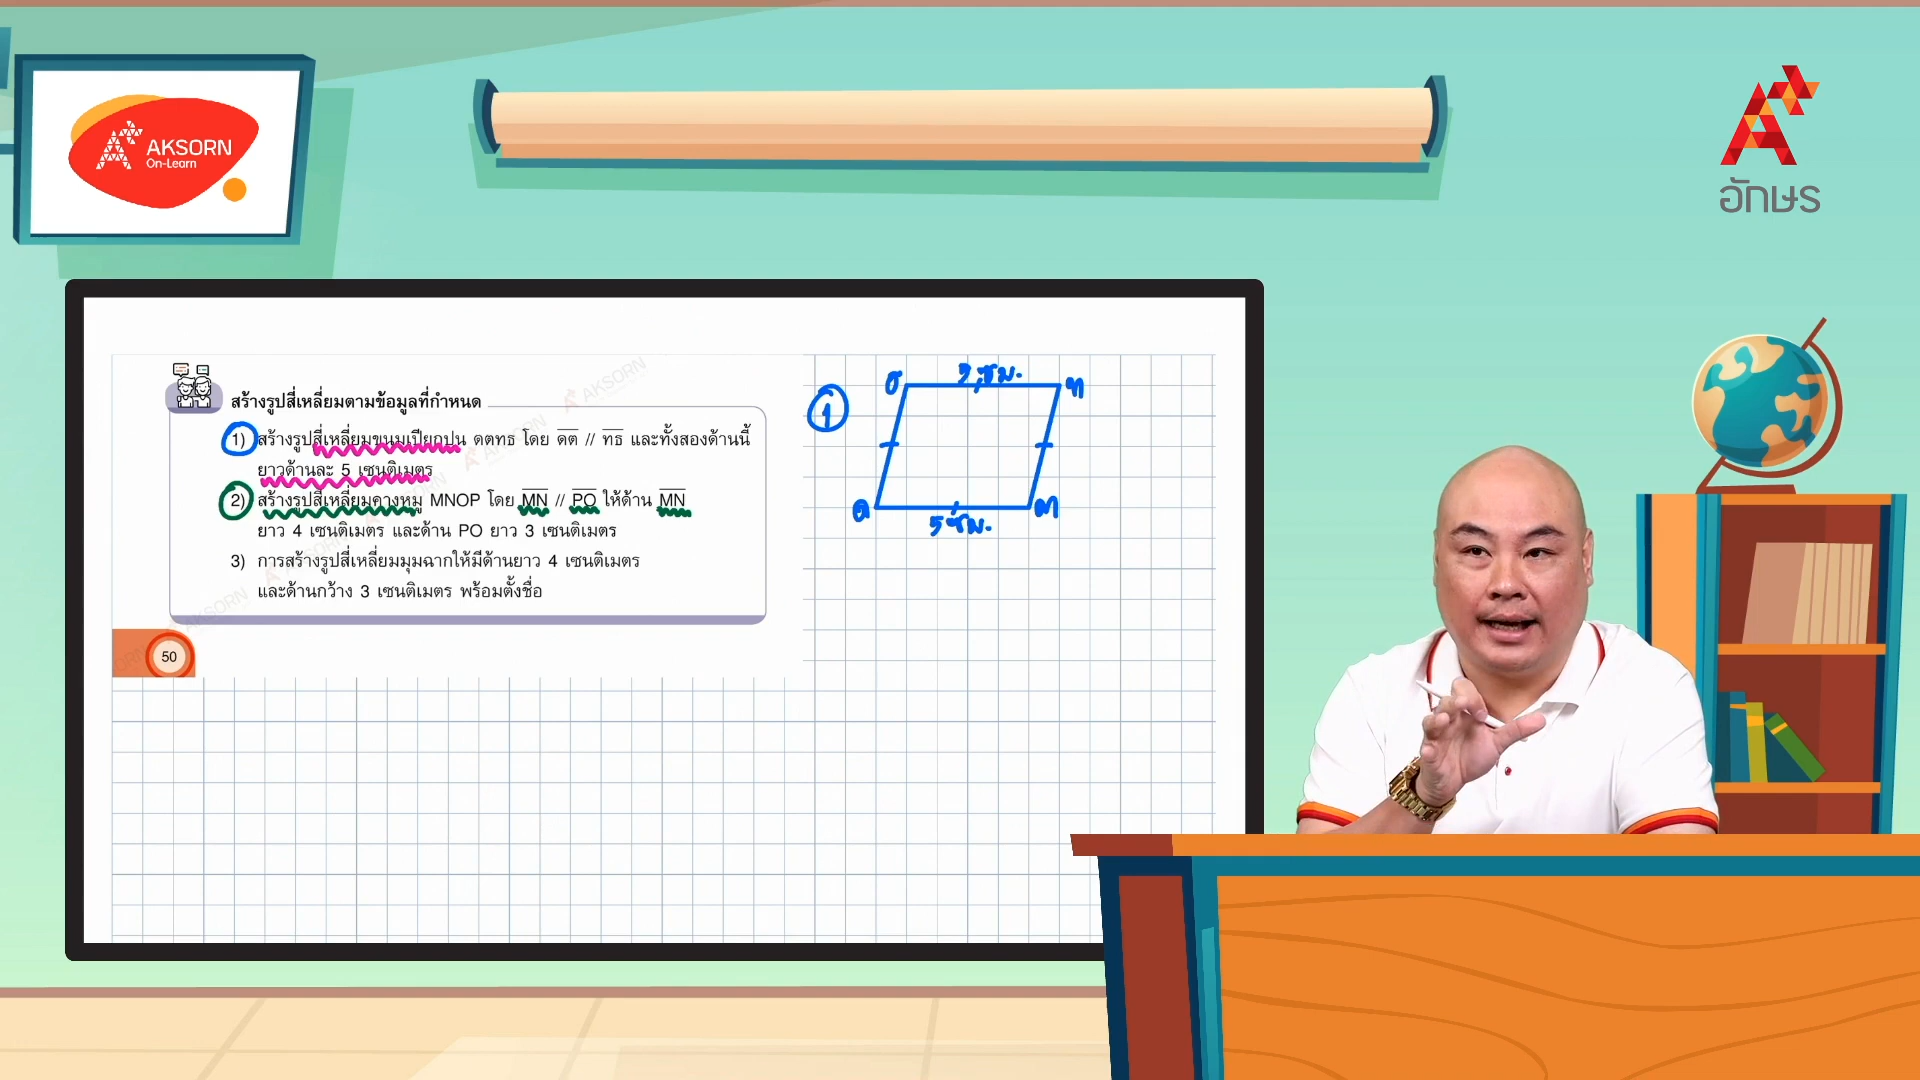 AKSORN
On-Learn
อักษร
สร้างรูปสี่เหลี่ยมตามข้อมูลที่กำหนด
1) สร้างรูปสี่เหลี่ยมขนมเปียกปูน ดตทธ โดย ดต // ทธ และทั้งสองด้านนี้
ยาวด้านละ 5 เซนติเมตร
2) สร้างรูปสี่เหลี่ยมคางหมู MNOP โดย MN // PO ให้ด้าน MN
ยาว 4 เซนติเมตร และด้าน PO ยาว 3 เซนติเมตร
3) การสร้างรูปสี่เหลี่ยมมุมฉากให้มีด้านยาว 4 เซนติเมตร
และด้านกว้าง 3 เซนติเมตร พร้อมตั้งชื่อ
50
1
ธ 5 ซม. ท
ด ต
5 ซม.
AKSORN
AKSORN
AKSORN
AKSORN